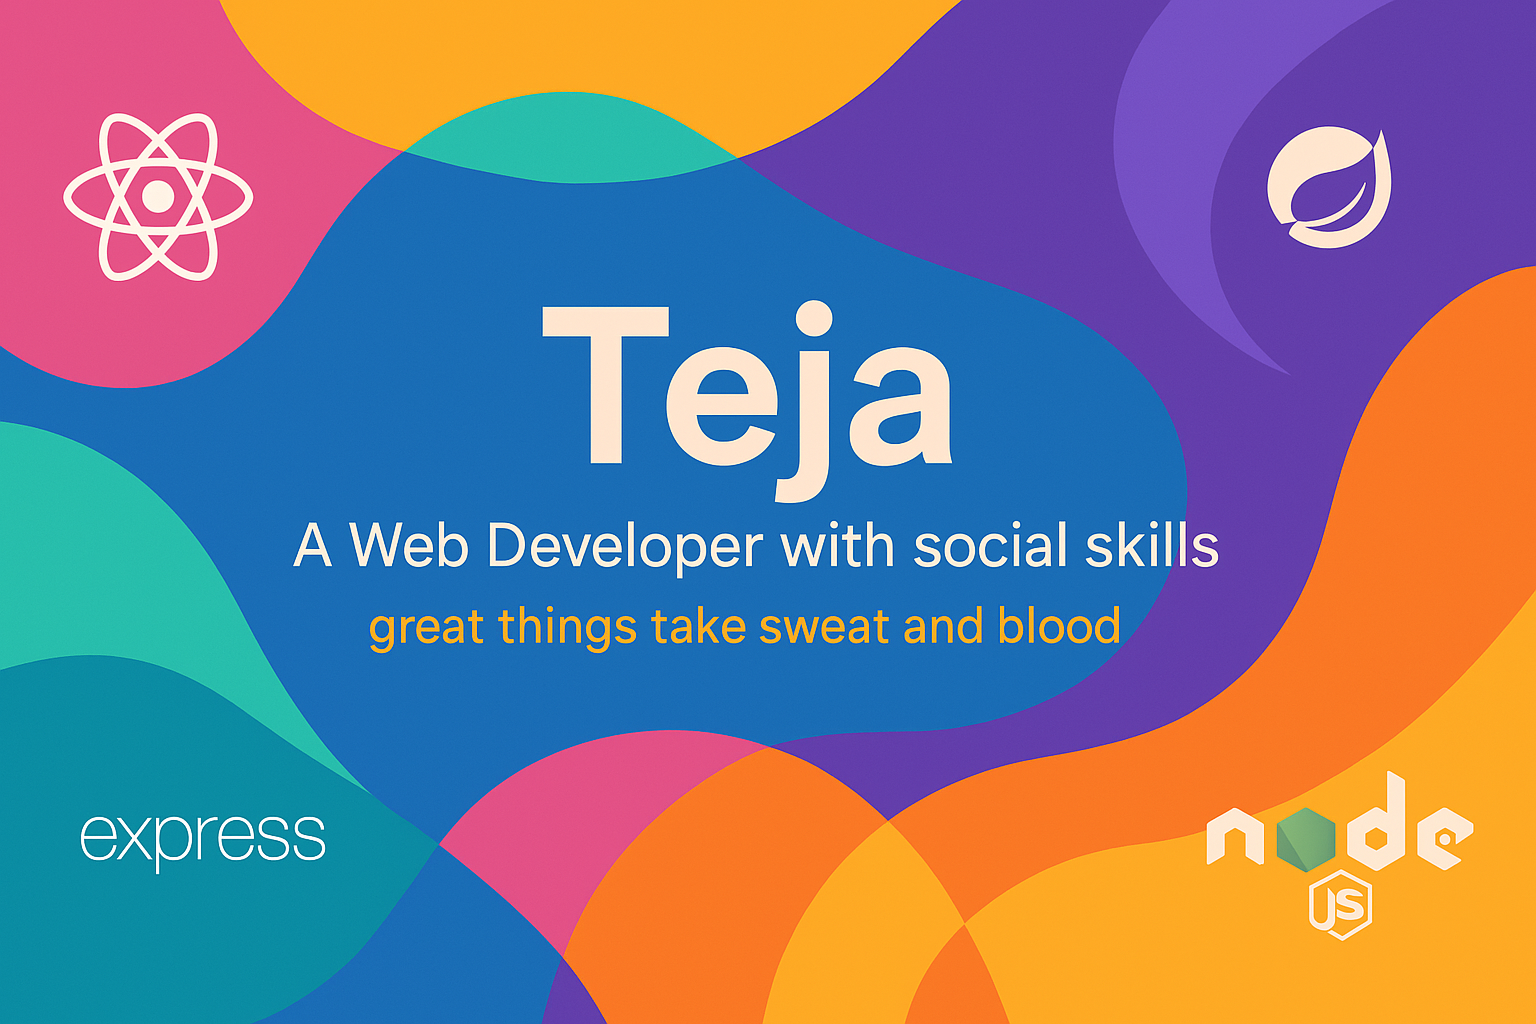 Teja
A Web Developer with social skills
great things take sweat and blood
express
node
JS